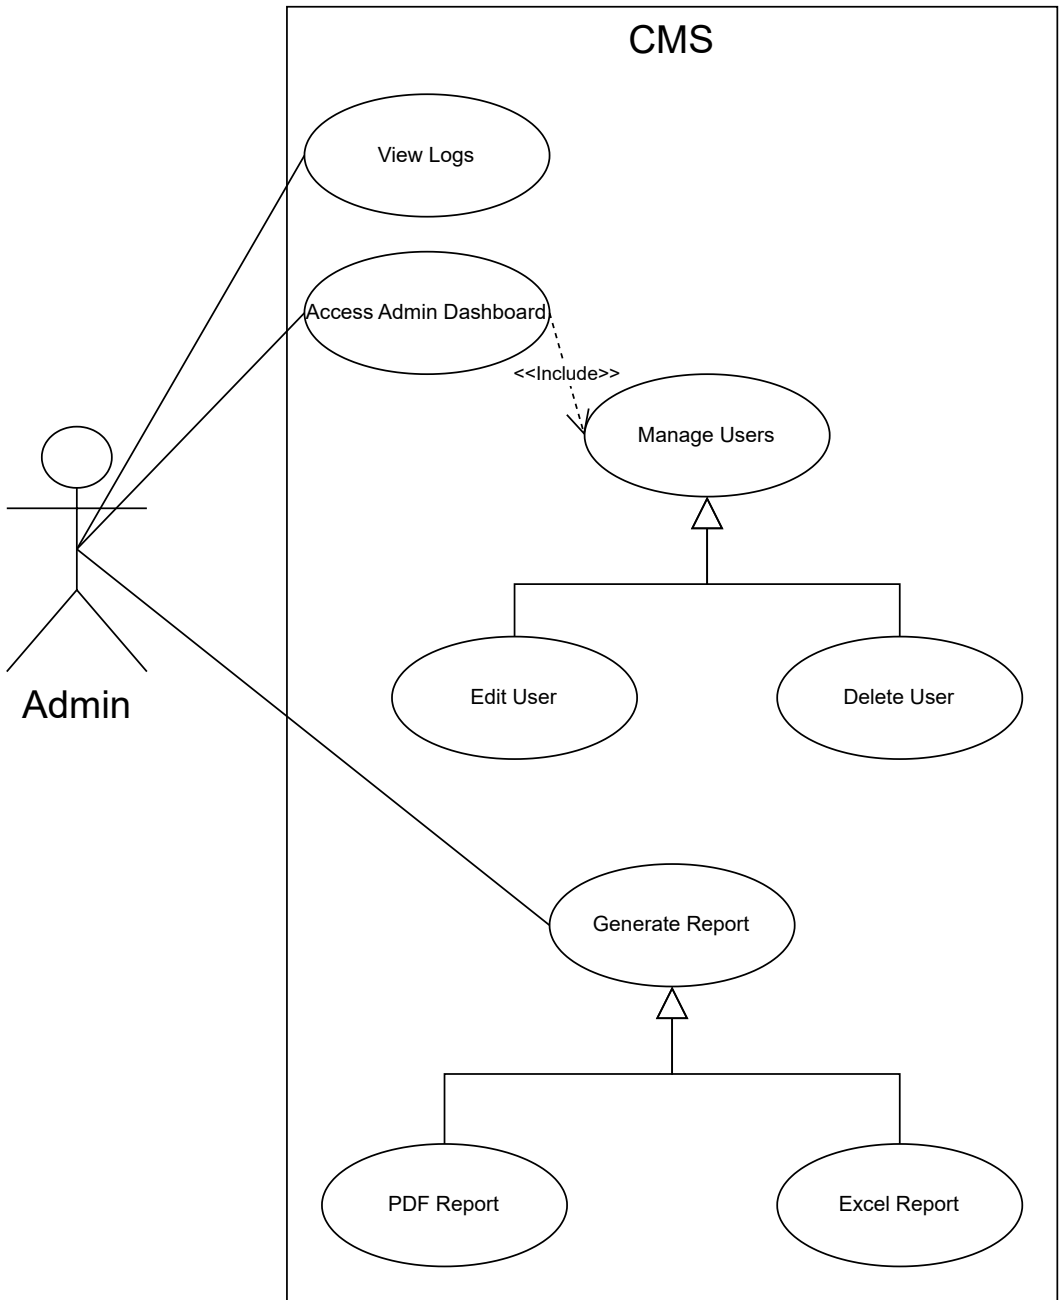 CMS
View Logs
Access Admin Dashboard
<<Include>>
Manage Users
Edit User
Delete User
Admin
Generate Report
PDF Report
Excel Report